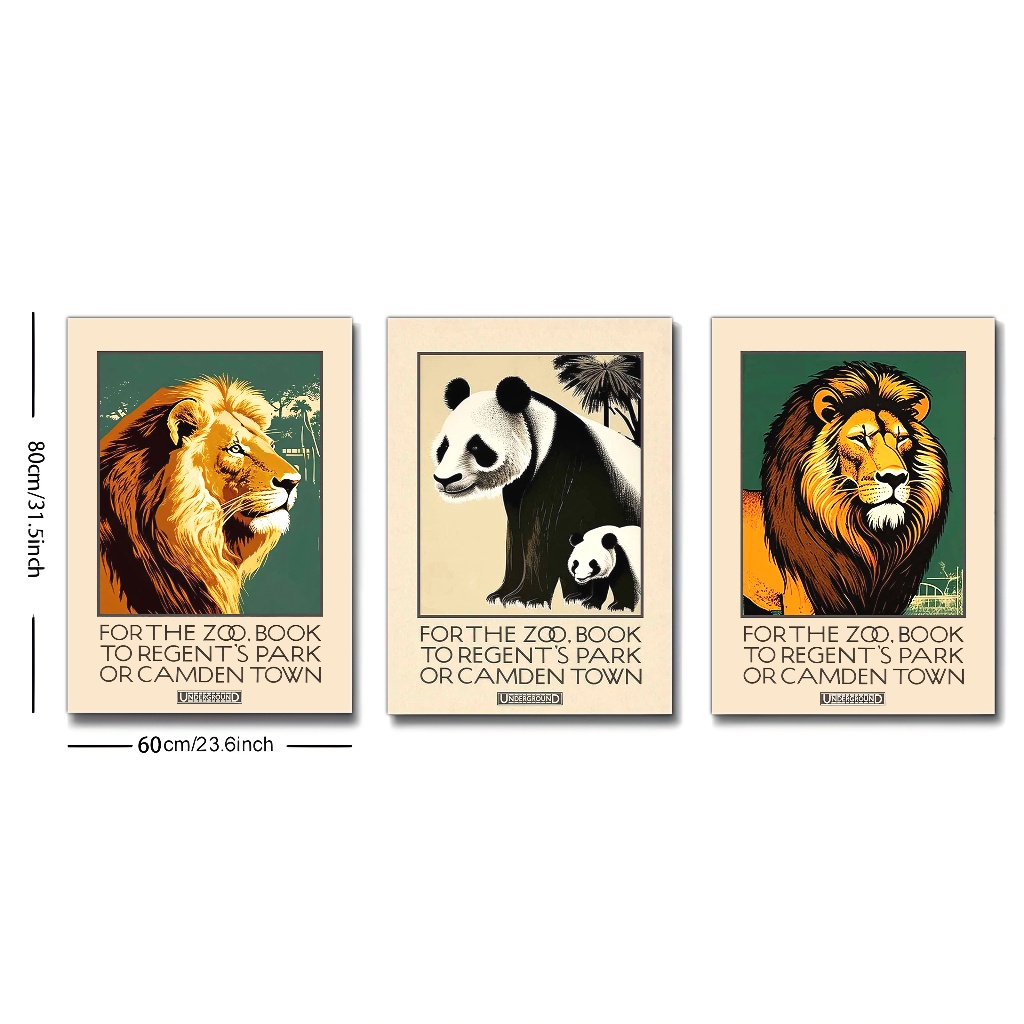 80cm/31.5inch
FOR THE ZOO, BOOK
TO REGENT'S PARK
OR CAMDEN TOWN
UNDERGROUND
FOR THE ZOO, BOOK
TO REGENT'S PARK
OR CAMDEN TOWN
UNDERGROUND
FOR THE ZOO, BOOK
TO REGENT'S PARK
OR CAMDEN TOWN
UNDERGROUND
60cm/23.6inch